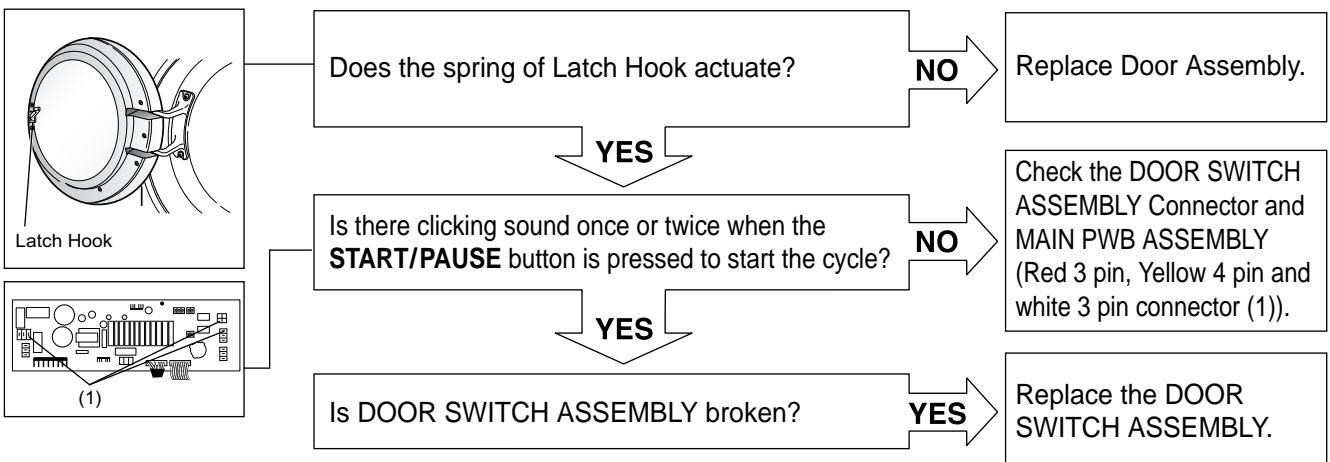 Latch Hook
(1)
Does the spring of Latch Hook actuate?
NO
Replace Door Assembly.
YES
Is there clicking sound once or twice when the
START/PAUSE button is pressed to start the cycle?
NO
Check the DOOR SWITCH
ASSEMBLY Connector and
MAIN PWB ASSEMBLY
(Red 3 pin, Yellow 4 pin and
white 3 pin connector (1)).
YES
Is DOOR SWITCH ASSEMBLY broken?
YES
Replace the DOOR
SWITCH ASSEMBLY.